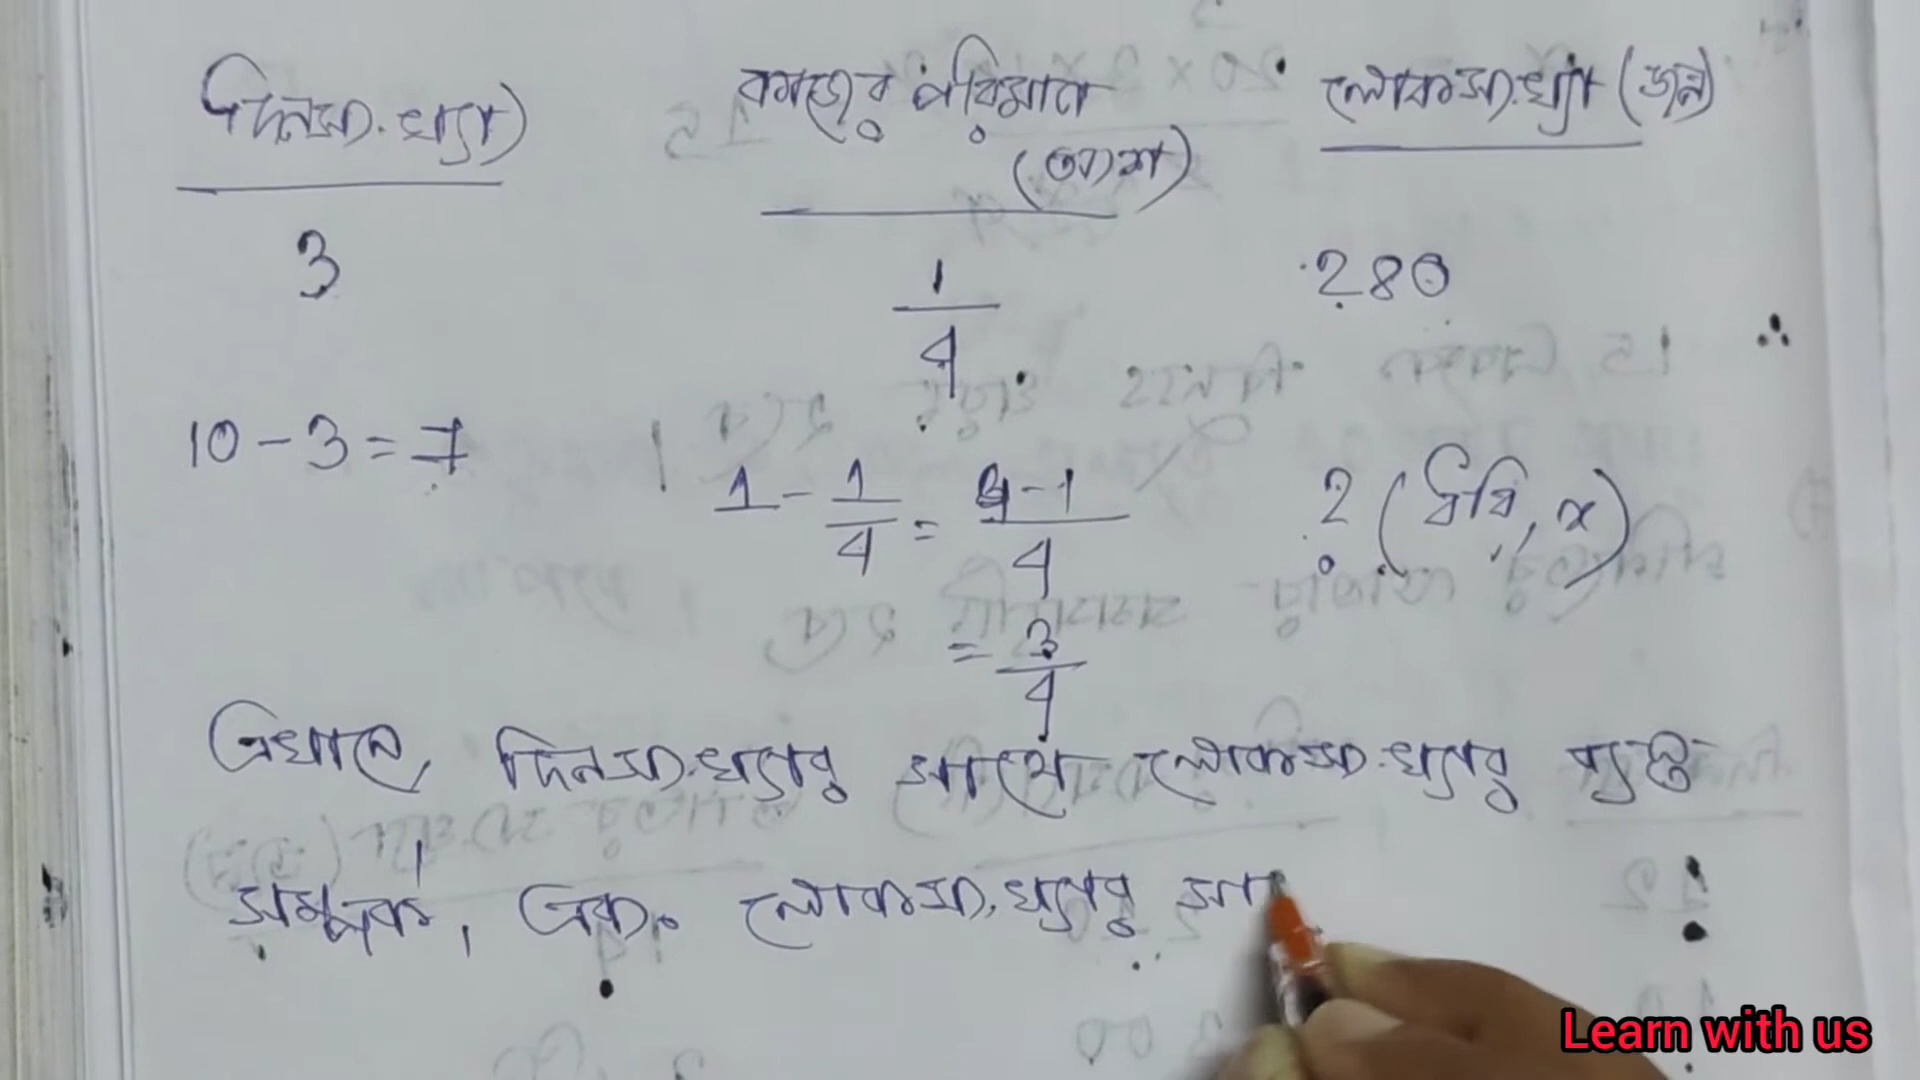 দিনসংখ্যা কাজের পরিমান লোকসংখ্যা (জন)
(অংশ)
3 1/4 280
10 - 3 = 7 1 - 1/4 = 4-1/4 ? (ধরি, x)
= 3/4
এখানে, দিনসংখ্যার সাথে লোকসংখ্যার ব্যস্ত
সম্পর্ক, এবং লোকসংখ্যার সা
Learn with us